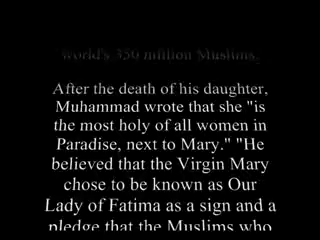 world's 350 million Muslims.
After the death of his daughter,
Muhammad wrote that she "is
the most holy of all women in
Paradise, next to Mary." "He
believed that the Virgin Mary
chose to be known as Our
Lady of Fatima as a sign and a
pledge that the Muslims who